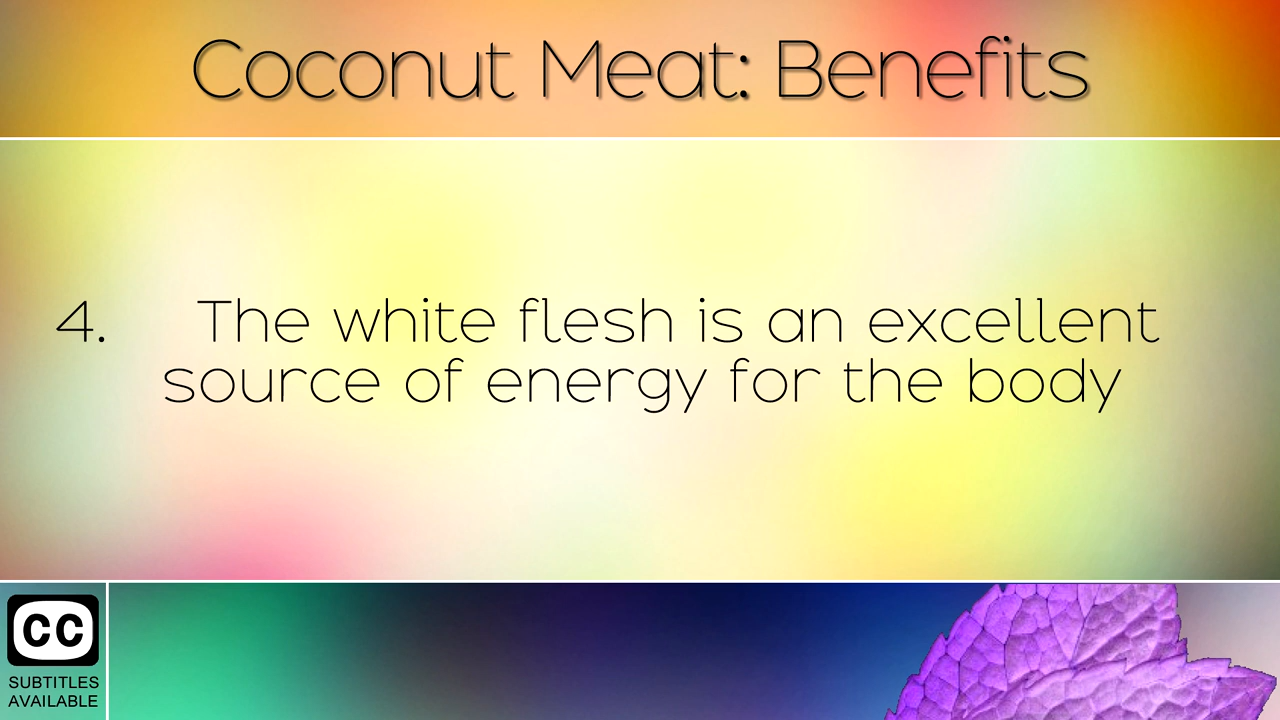 Coconut Meat: Benefits
4. The white flesh is an excellent
source of energy for the body
CC
SUBTITLES
AVAILABLE